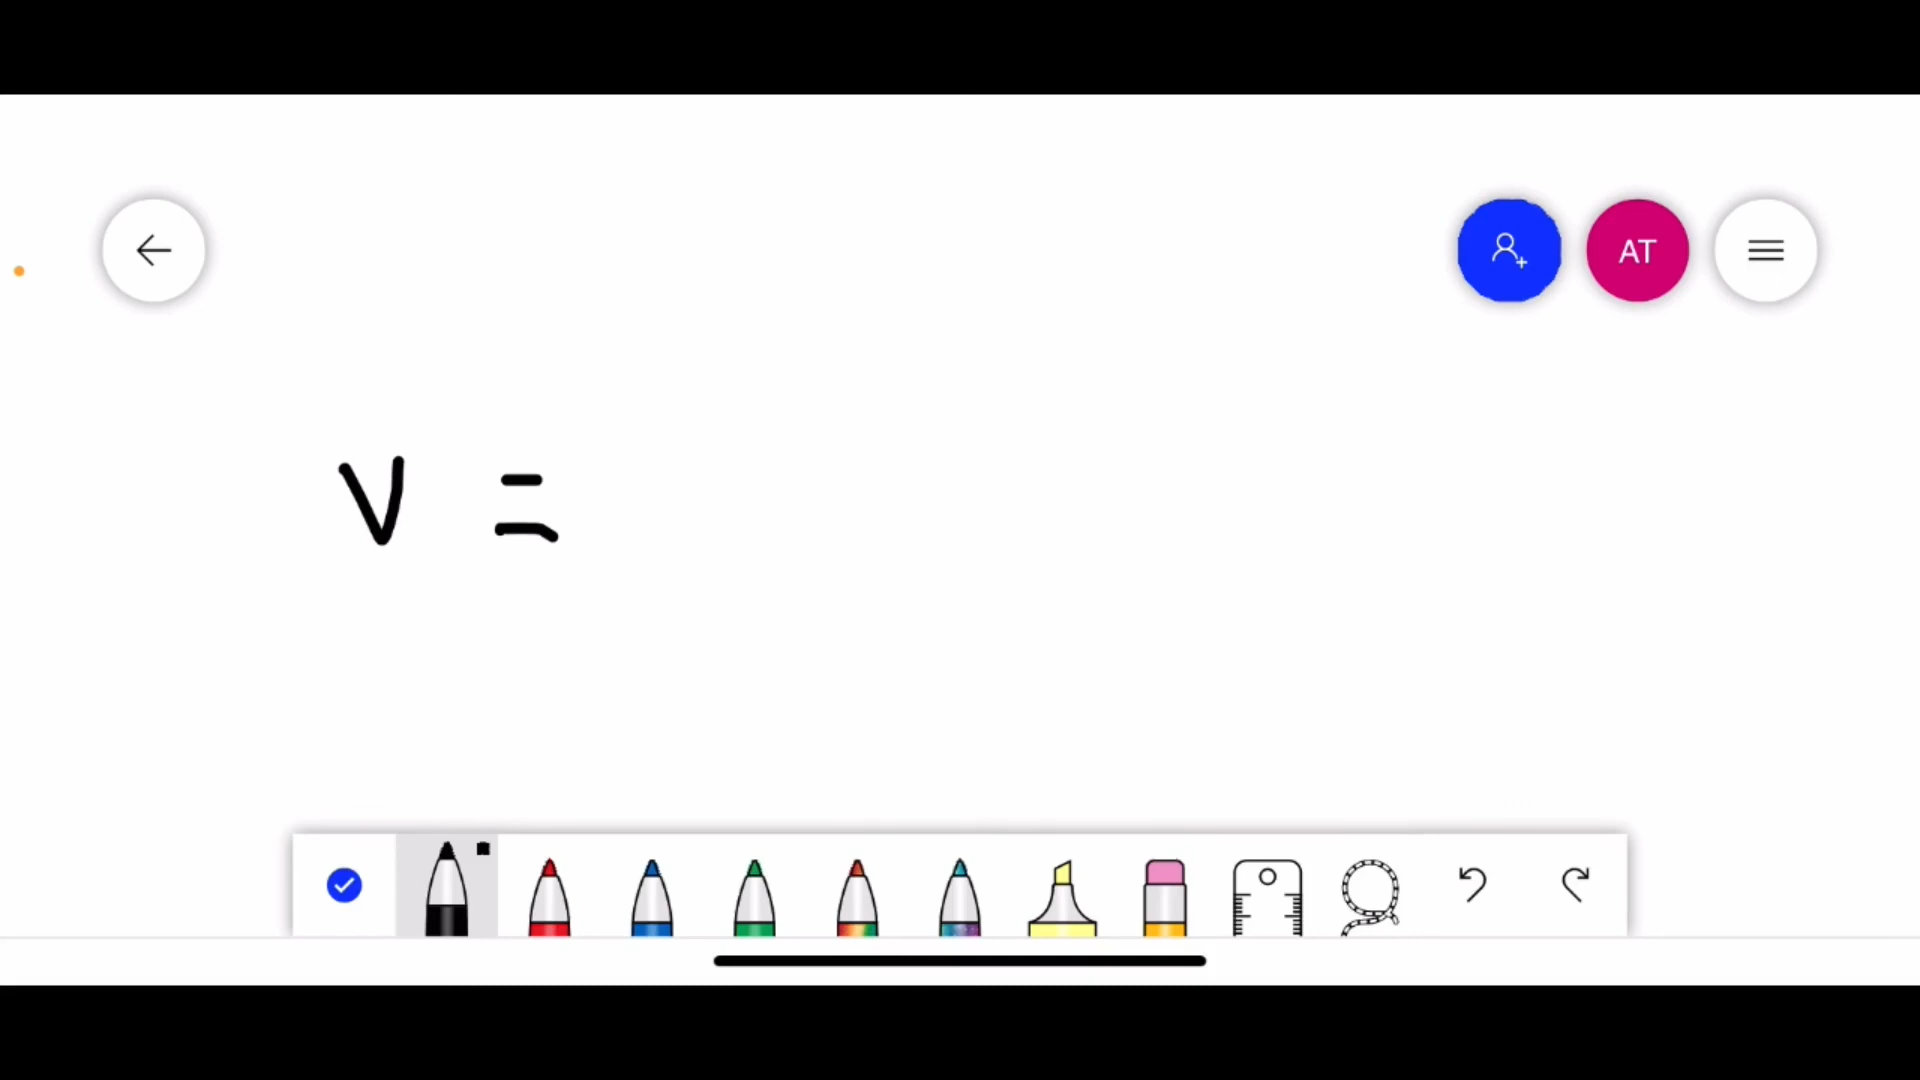 AT
V =